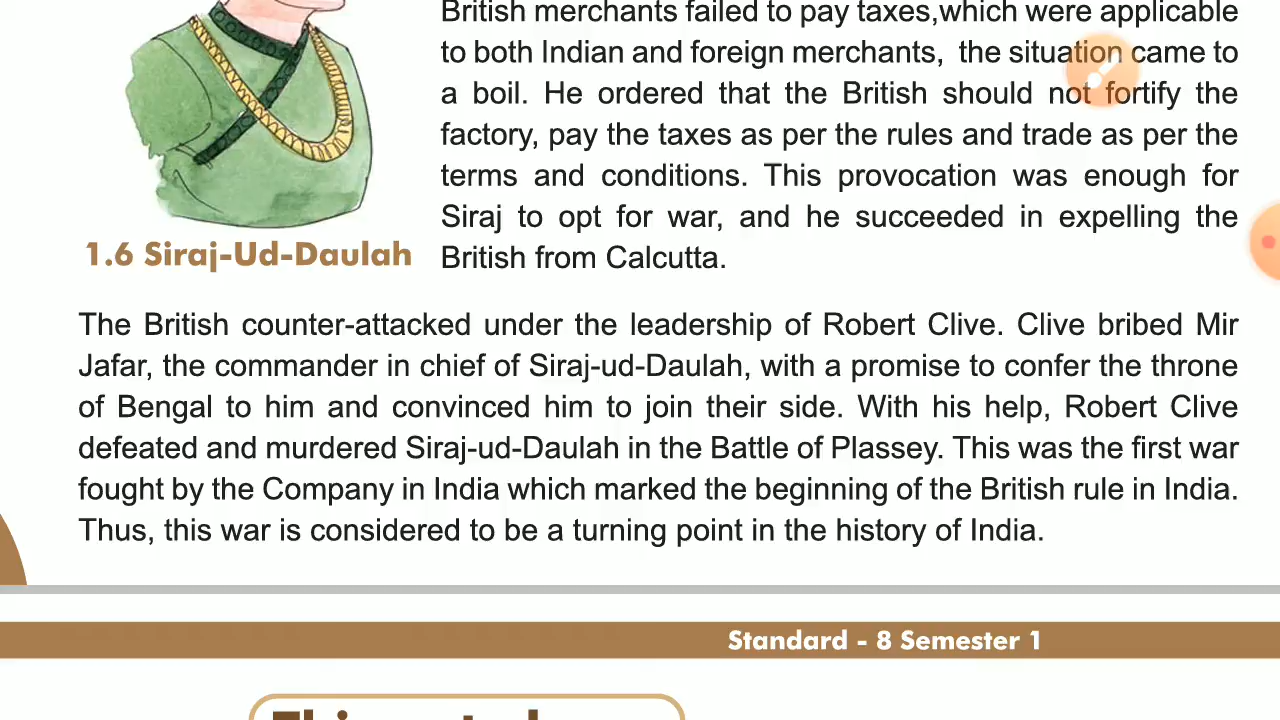 British merchants failed to pay taxes,which were applicable
to both Indian and foreign merchants, the situation came to
a boil. He ordered that the British should not fortify the
factory, pay the taxes as per the rules and trade as per the
terms and conditions. This provocation was enough for
Siraj to opt for war, and he succeeded in expelling the
British from Calcutta.
1.6 Siraj-Ud-Daulah
The British counter-attacked under the leadership of Robert Clive. Clive bribed Mir
Jafar, the commander in chief of Siraj-ud-Daulah, with a promise to confer the throne
of Bengal to him and convinced him to join their side. With his help, Robert Clive
defeated and murdered Siraj-ud-Daulah in the Battle of Plassey. This was the first war
fought by the Company in India which marked the beginning of the British rule in India.
Thus, this war is considered to be a turning point in the history of India.
Standard - 8 Semester 1